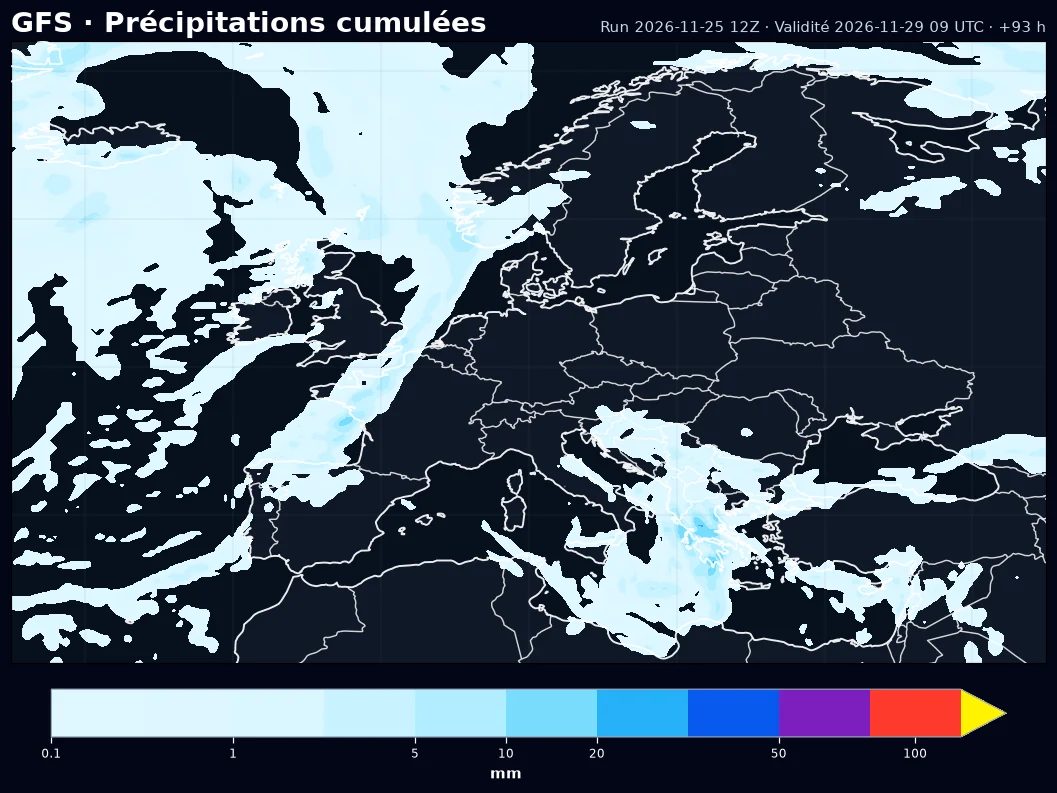 GFS · Précipitations cumulées
Run 2026-11-25 12Z · Validité 2026-11-29 09 UTC · +93 h
0.1 1 5 10 20 50 100
mm